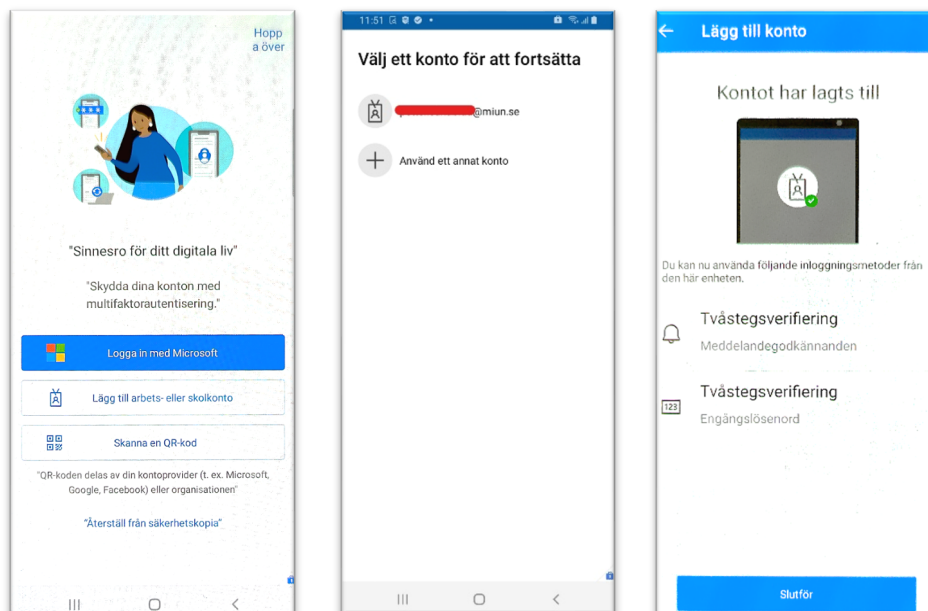 Hopp
a över
"Sinnesro för ditt digitala liv"
"Skydda dina konton med
multifaktorautentisering."
Logga in med Microsoft
Lägg till arbets- eller skolkonto
Skanna en QR-kod
"QR-koden delas av din kontoprovider (t. ex. Microsoft,
Google, Facebook) eller organisationen"
"Återställ från säkerhetskopia"
11:51
Välj ett konto för att fortsätta
@miun.se
Använd ett annat konto
Lägg till konto
Kontot har lagts till
Du kan nu använda följande inloggningsmetoder från
den här enheten.
Tvåstegsverifiering
Meddelandegodkännanden
123
Tvåstegsverifiering
Engångslösenord
Slutför